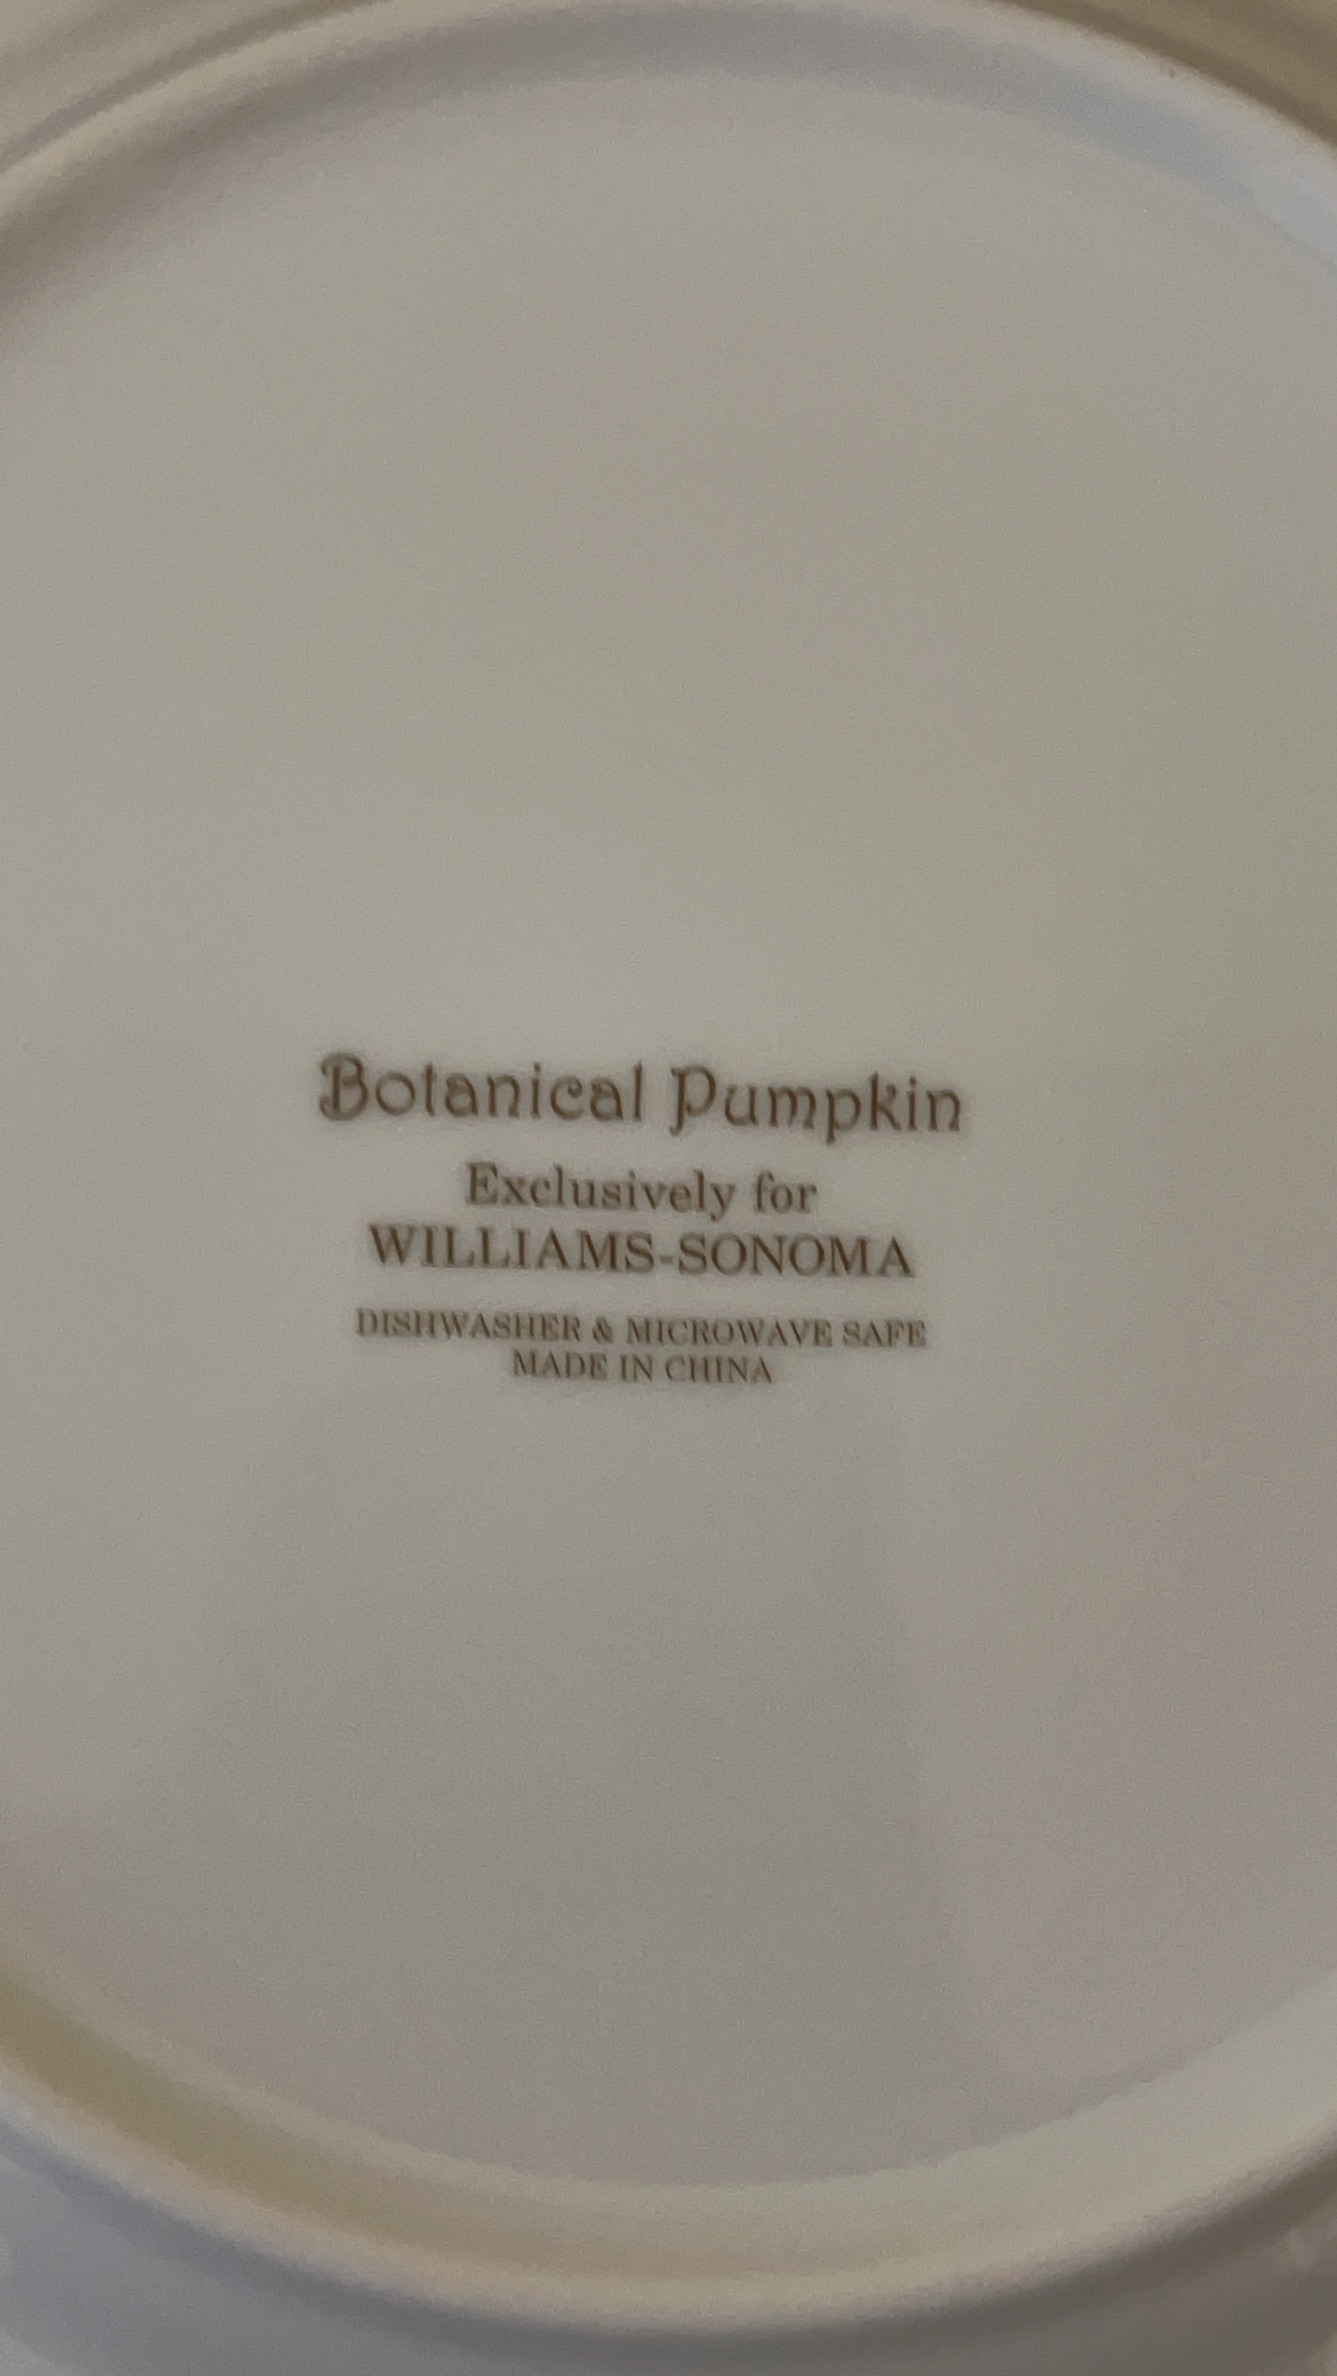 Botanical Pumpkin
Exclusively for
WILLIAMS-SONOMA
DISHWASHER & MICROWAVE SAFE
MADE IN CHINA